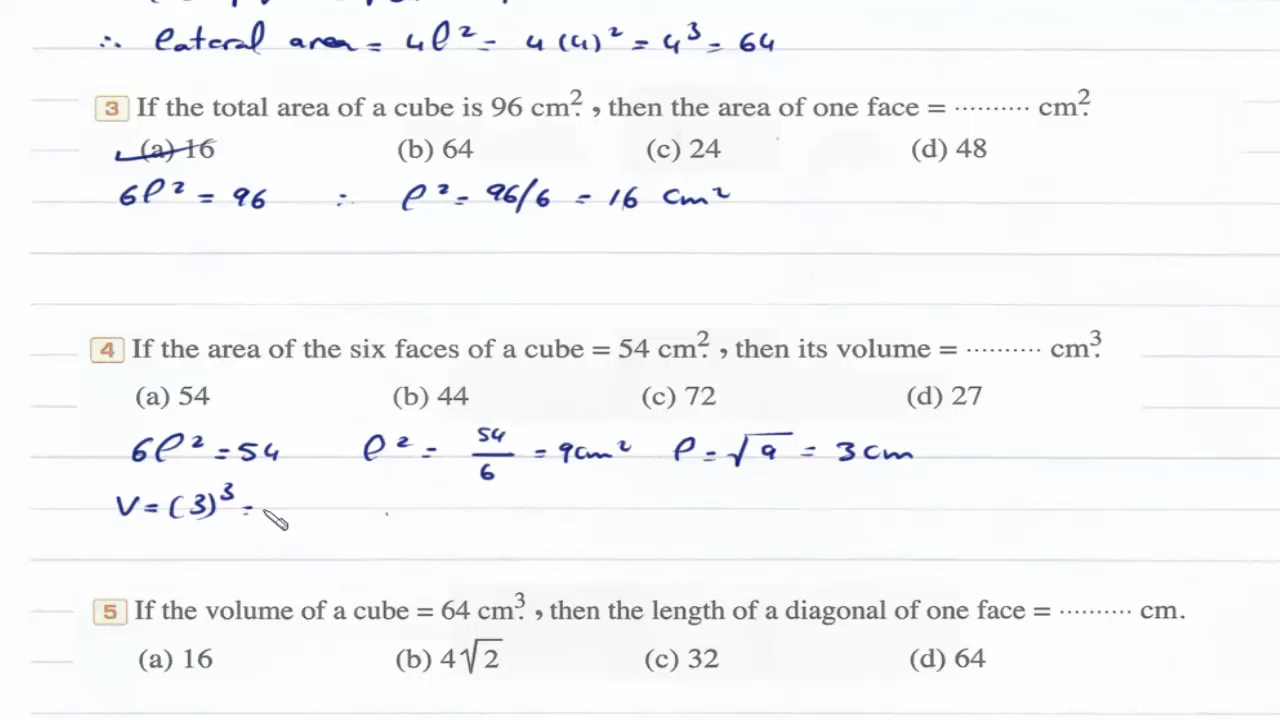 ∴ lateral area = 4l² = 4(4)² = 4³ = 64
3 If the total area of a cube is 96 cm², then the area of one face = ·········· cm².
(a) 16 (b) 64 (c) 24 (d) 48
6l² = 96 ∴ l² = 96/6 = 16 cm²
4 If the area of the six faces of a cube = 54 cm², then its volume = ·········· cm³.
(a) 54 (b) 44 (c) 72 (d) 27
6l² = 54 l² = 54/6 = 9cm² l = √9 = 3 cm
V = (3)³ =
5 If the volume of a cube = 64 cm³, then the length of a diagonal of one face = ·········· cm.
(a) 16 (b) 4√2 (c) 32 (d) 64